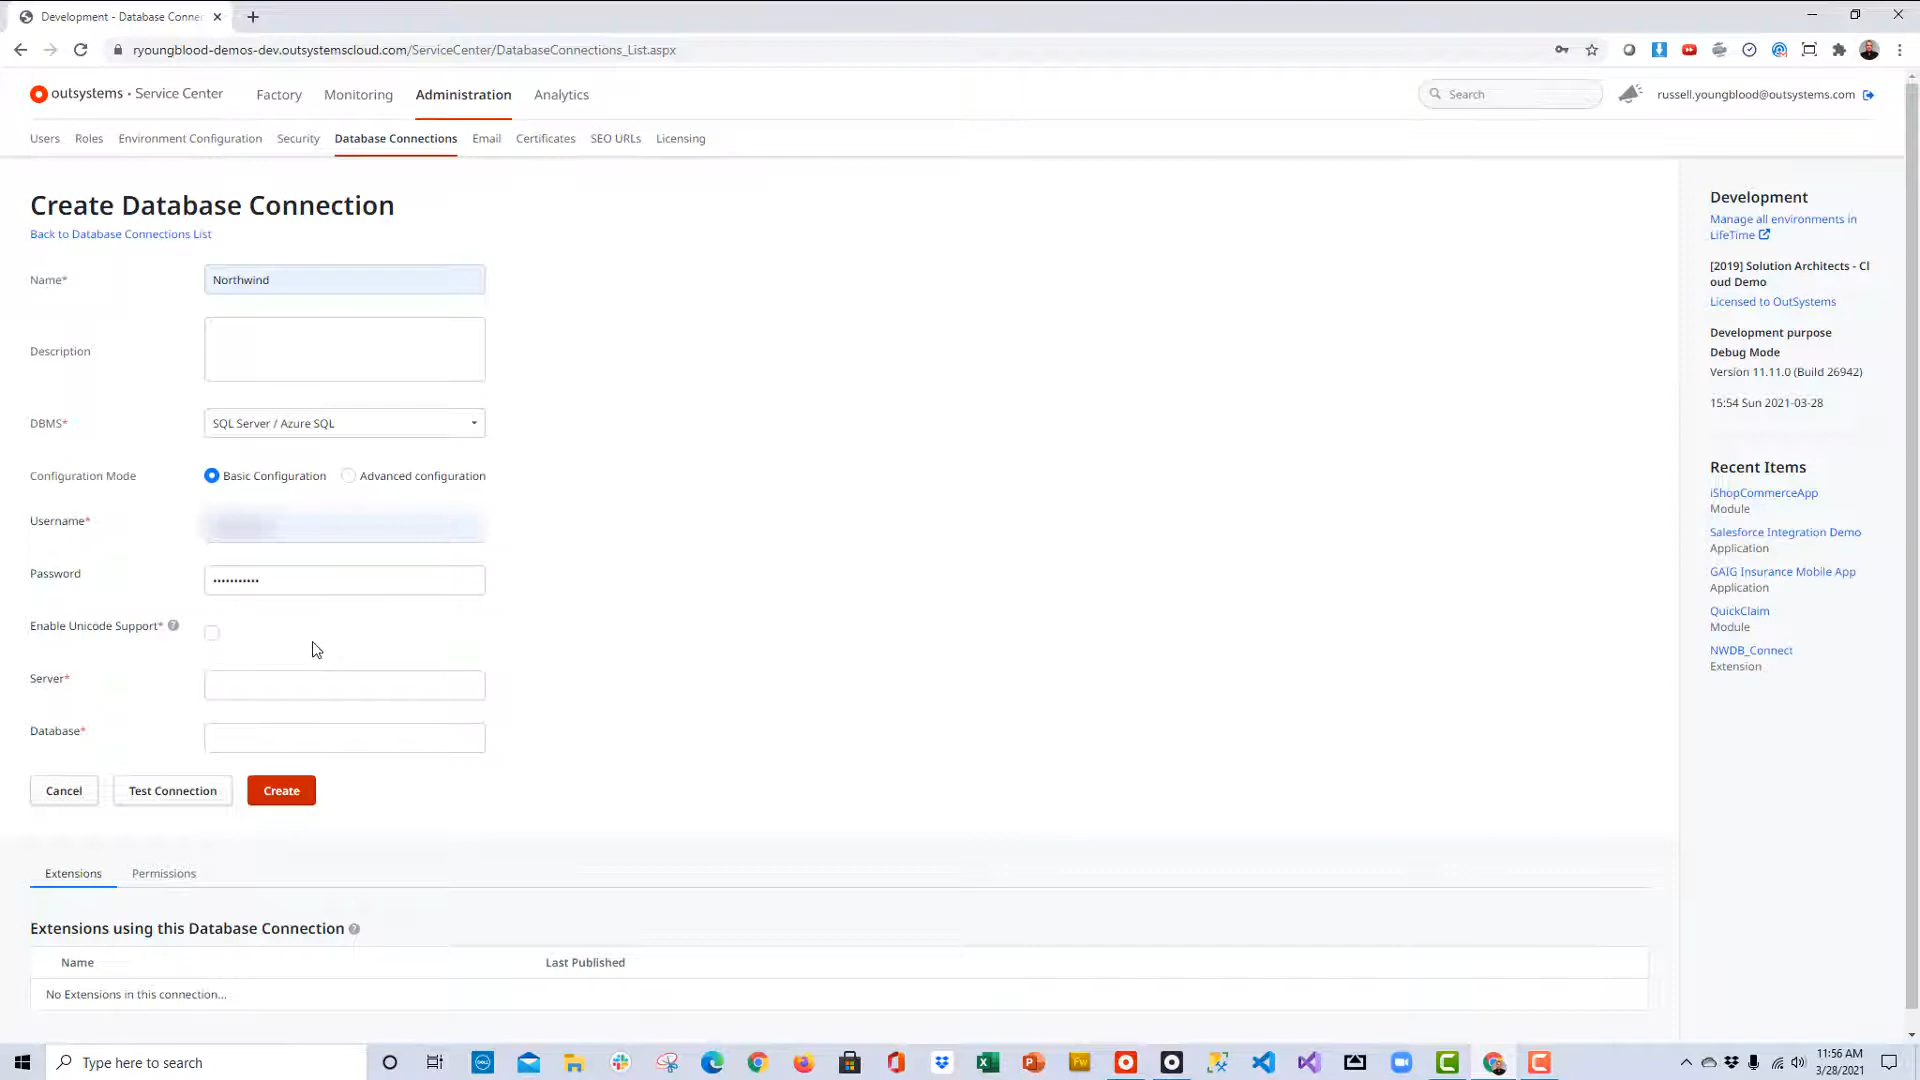 Development - Database Conne
ryoungblood-demos-dev.outsystemscloud.com/ServiceCenter/DatabaseConnections_List.aspx
outsystems • Service Center
Factory
Monitoring
Administration
Analytics
Search
russell.youngblood@outsystems.com
Users
Roles
Environment Configuration
Security
Database Connections
Email
Certificates
SEO URLs
Licensing
Create Database Connection
Back to Database Connections List
Name*
Northwind
Description
DBMS*
SQL Server / Azure SQL
Configuration Mode
Basic Configuration
Advanced configuration
Username*
Password
•••••••••••
Enable Unicode Support*
Server*
Database*
Cancel
Test Connection
Create
Extensions
Permissions
Extensions using this Database Connection
Name
Last Published
No Extensions in this connection...
Development
Manage all environments in
LifeTime
[2019] Solution Architects - Cl
oud Demo
Licensed to OutSystems
Development purpose
Debug Mode
Version 11.11.0 (Build 26942)
15:54 Sun 2021-03-28
Recent Items
iShopCommerceApp
Module
Salesforce Integration Demo
Application
GAIG Insurance Mobile App
Application
QuickClaim
Module
NWDB_Connect
Extension
Type here to search
11:56 AM
3/28/2021